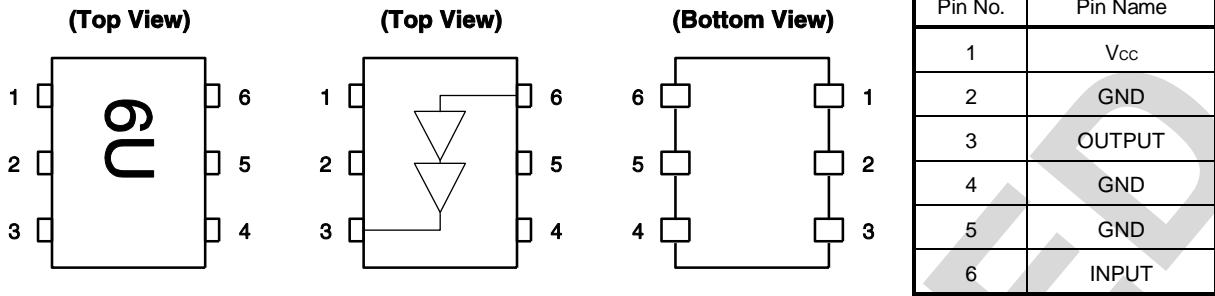 (Top View)
1
2
3
6U
6
5
4
(Top View)
1
2
3
6
5
4
(Bottom View)
6
5
4
1
2
3
Pin No. Pin Name
1 Vcc
2 GND
3 OUTPUT
4 GND
5 GND
6 INPUT